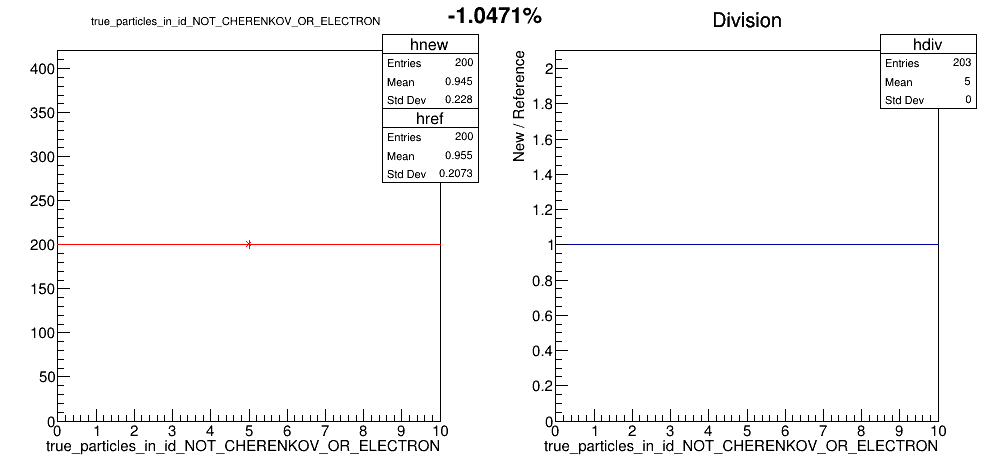 -1.0471%
true_particles_in_id_NOT_CHERENKOV_OR_ELECTRON
hnew
Entries 200
Mean 0.945
Std Dev 0.228
href
Entries 200
Mean 0.955
Std Dev 0.2073
400
350
300
250
200
150
100
50
0
0 1 2 3 4 5 6 7 8 9 10
true_particles_in_id_NOT_CHERENKOV_OR_ELECTRON
Division
hdiv
Entries 203
Mean 5
Std Dev 0
New / Reference
2
1.8
1.6
1.4
1.2
1
0.8
0.6
0.4
0.2
0
0 1 2 3 4 5 6 7 8 9 10
true_particles_in_id_NOT_CHERENKOV_OR_ELECTRON